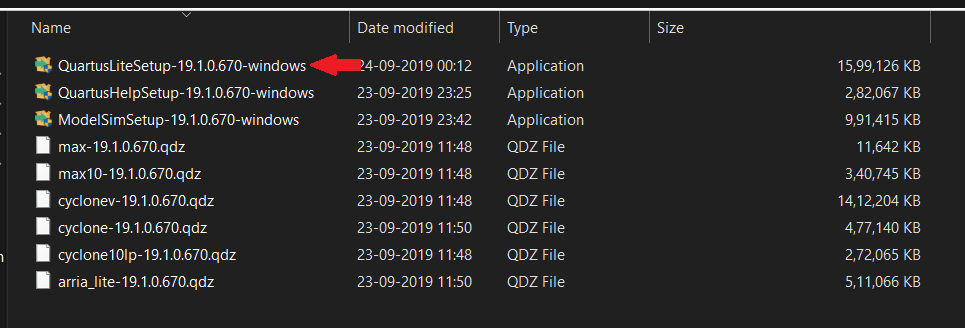 Name Date modified Type Size
QuartusLiteSetup-19.1.0.670-windows 24-09-2019 00:12 Application 15,99,126 KB
QuartusHelpSetup-19.1.0.670-windows 23-09-2019 23:25 Application 2,82,067 KB
ModelSimSetup-19.1.0.670-windows 23-09-2019 23:42 Application 9,91,415 KB
max-19.1.0.670.qdz 23-09-2019 11:48 QDZ File 11,642 KB
max10-19.1.0.670.qdz 23-09-2019 11:48 QDZ File 3,40,745 KB
cyclonev-19.1.0.670.qdz 23-09-2019 11:48 QDZ File 14,12,204 KB
cyclone-19.1.0.670.qdz 23-09-2019 11:50 QDZ File 4,77,140 KB
cyclone10lp-19.1.0.670.qdz 23-09-2019 11:48 QDZ File 2,72,065 KB
arria_lite-19.1.0.670.qdz 23-09-2019 11:50 QDZ File 5,11,066 KB